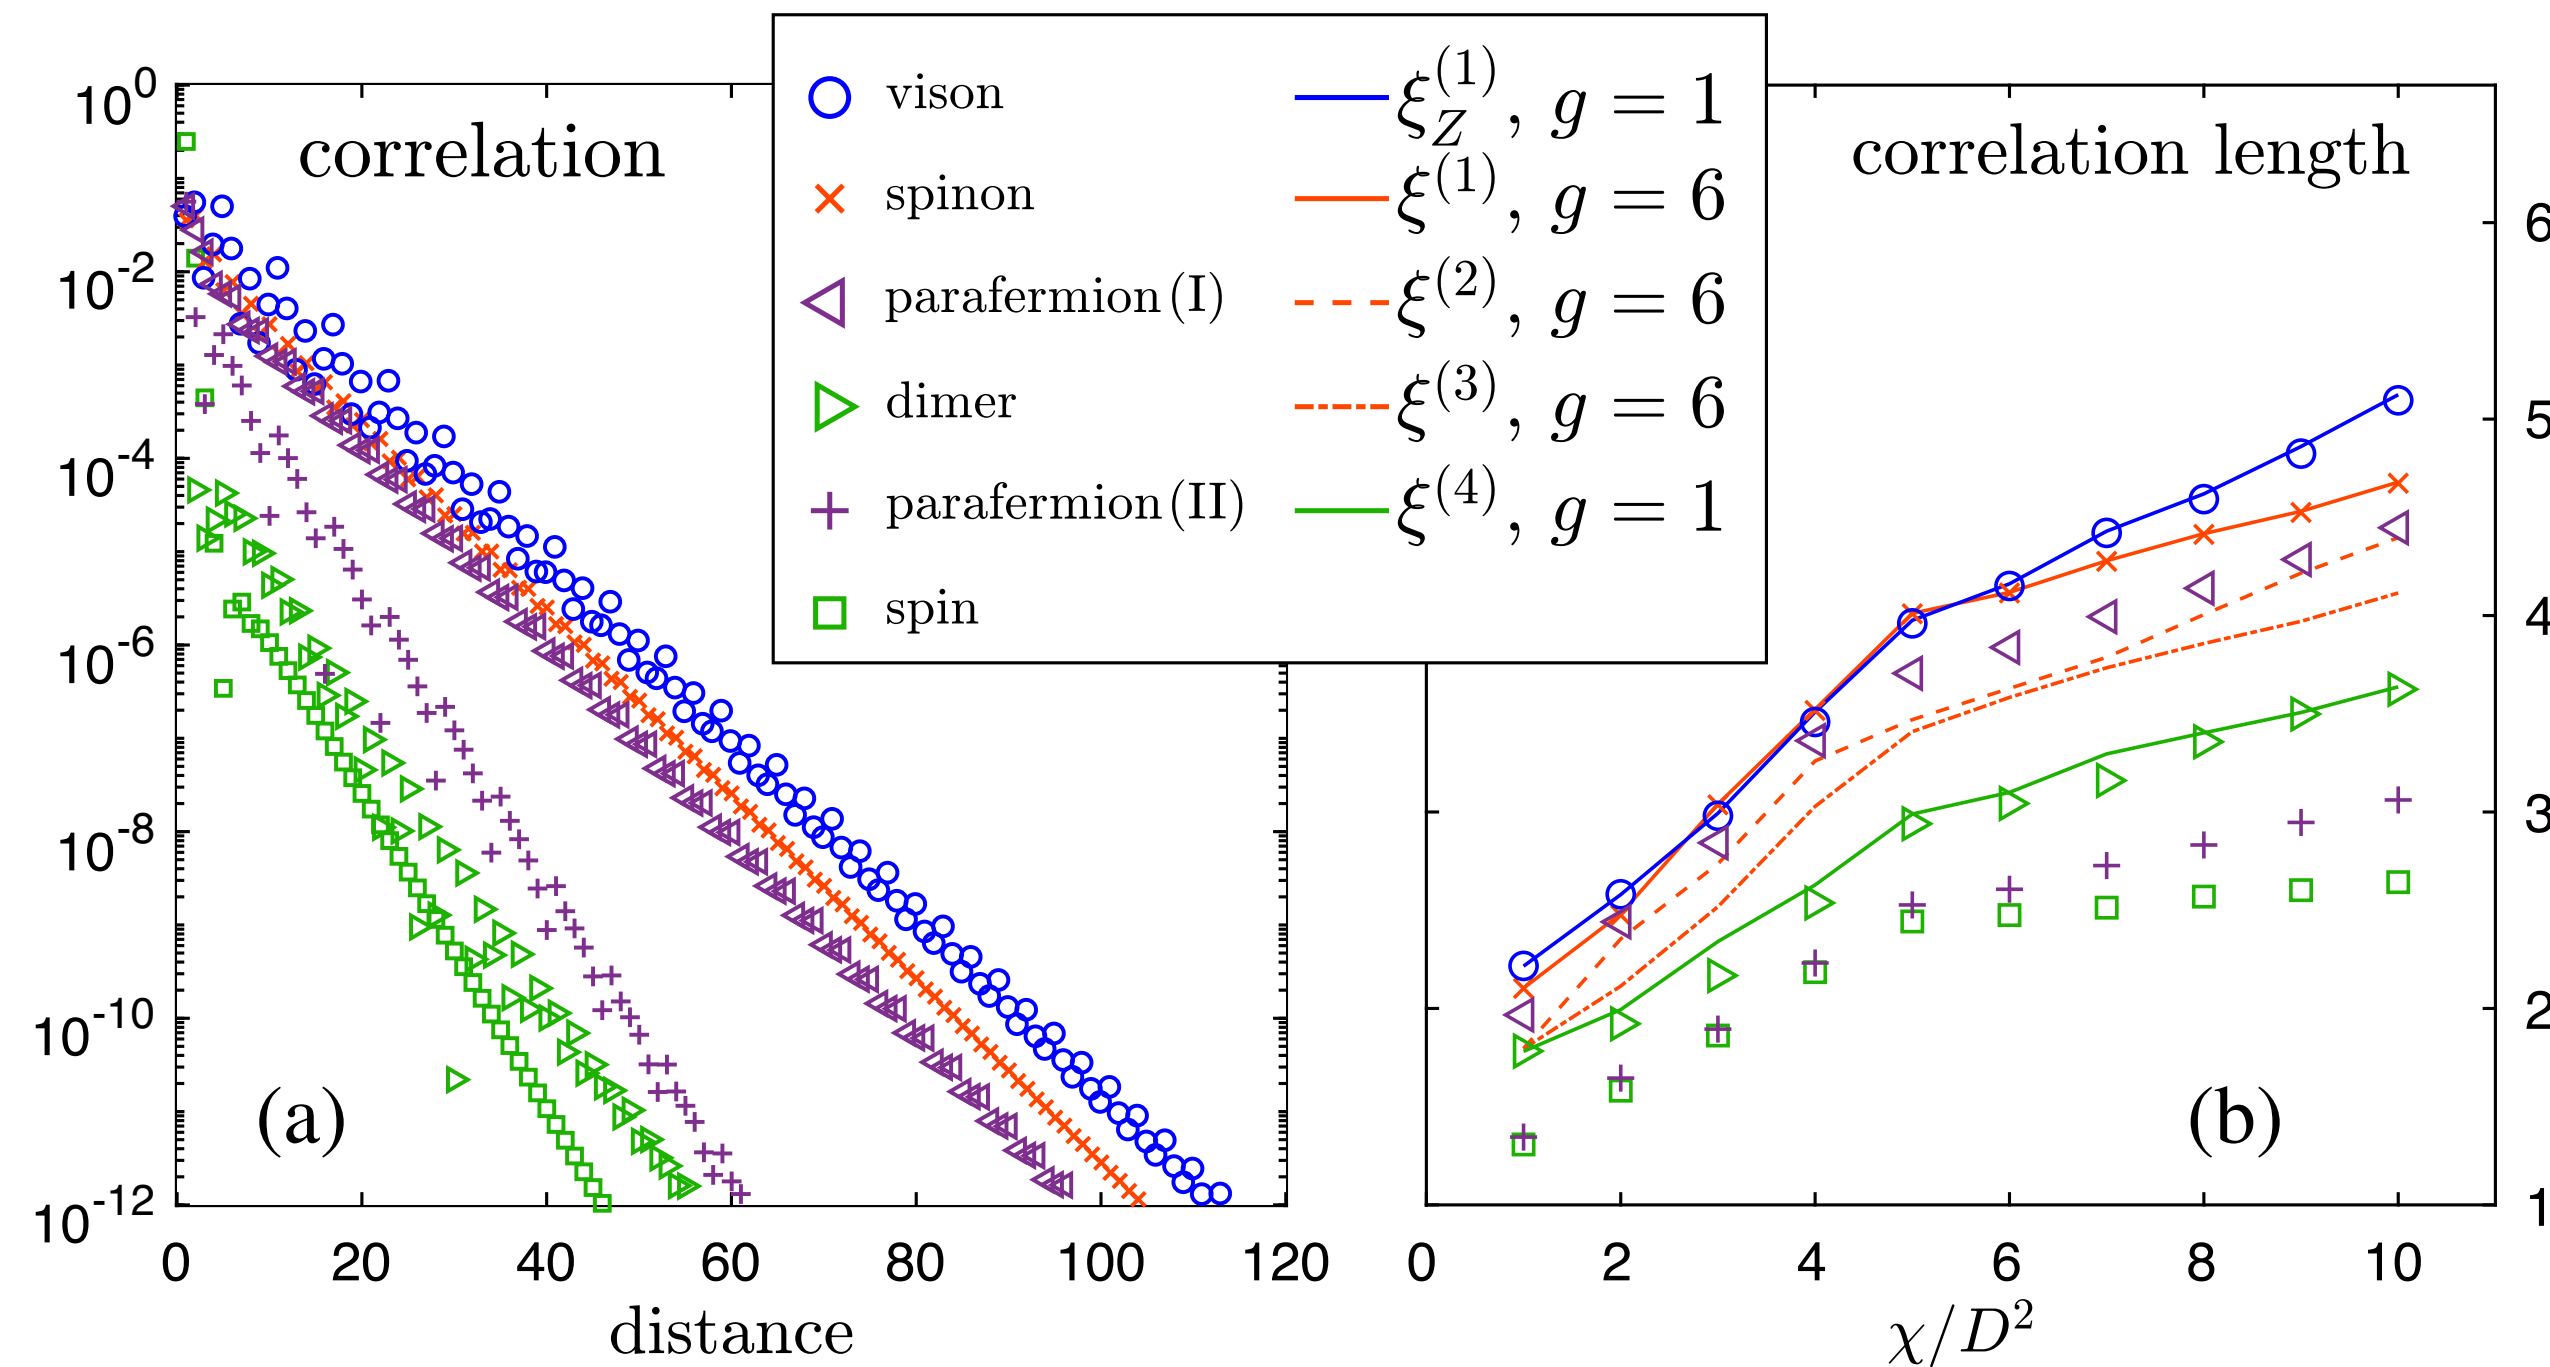 correlation
10^0
10^-2
10^-4
10^-6
10^-8
10^-10
10^-12
0 20 40 60 80 100 120
distance
(a)
vison
spinon
parafermion (I)
dimer
parafermion (II)
spin
ξ_Z^(1), g = 1
ξ^(1), g = 6
ξ^(2), g = 6
ξ^(3), g = 6
ξ^(4), g = 1
correlation length
6
5
4
3
2
1
0 2 4 6 8 10
χ/D^2
(b)